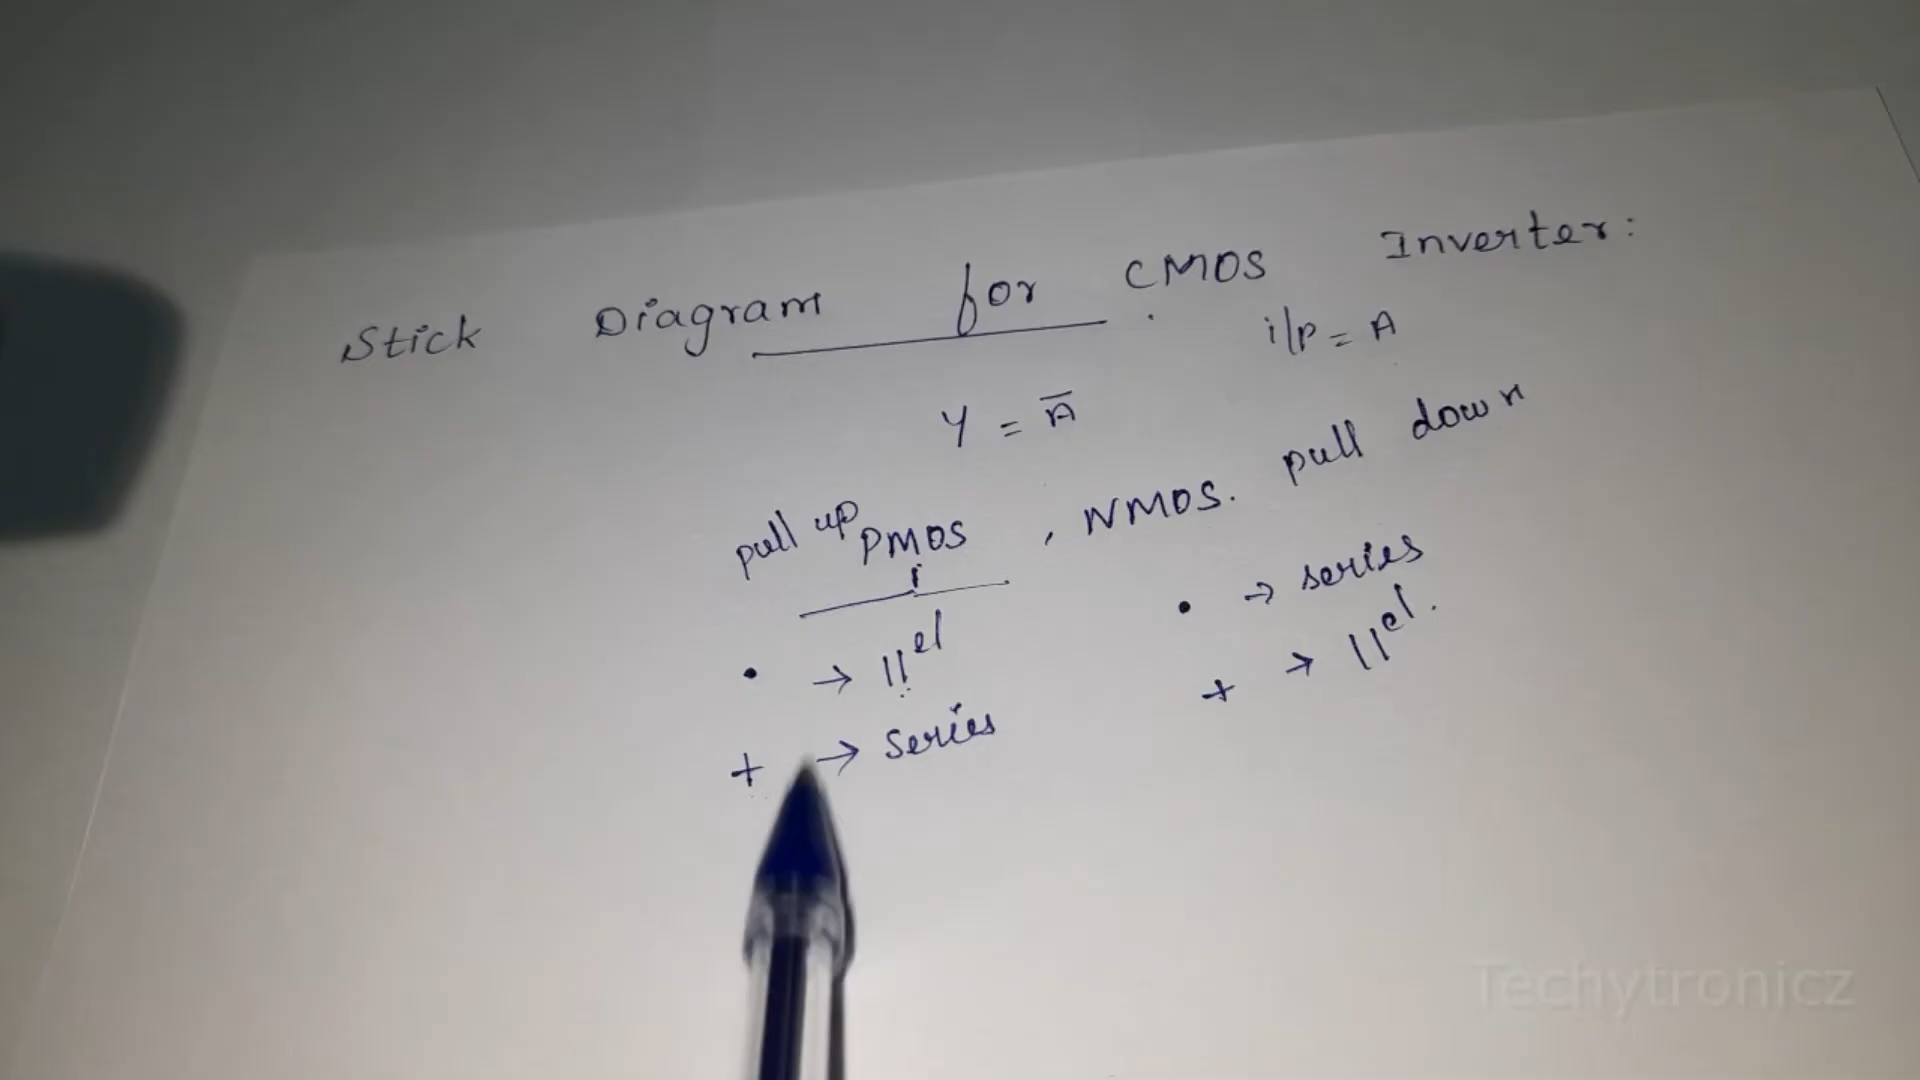 Stick Diagram for CMOS Inverter:
i/p = A
Y = A̅
pull up PMOS , NMOS. pull down
• → ||el • → series
+ → series + → ||el.
Techytronicz